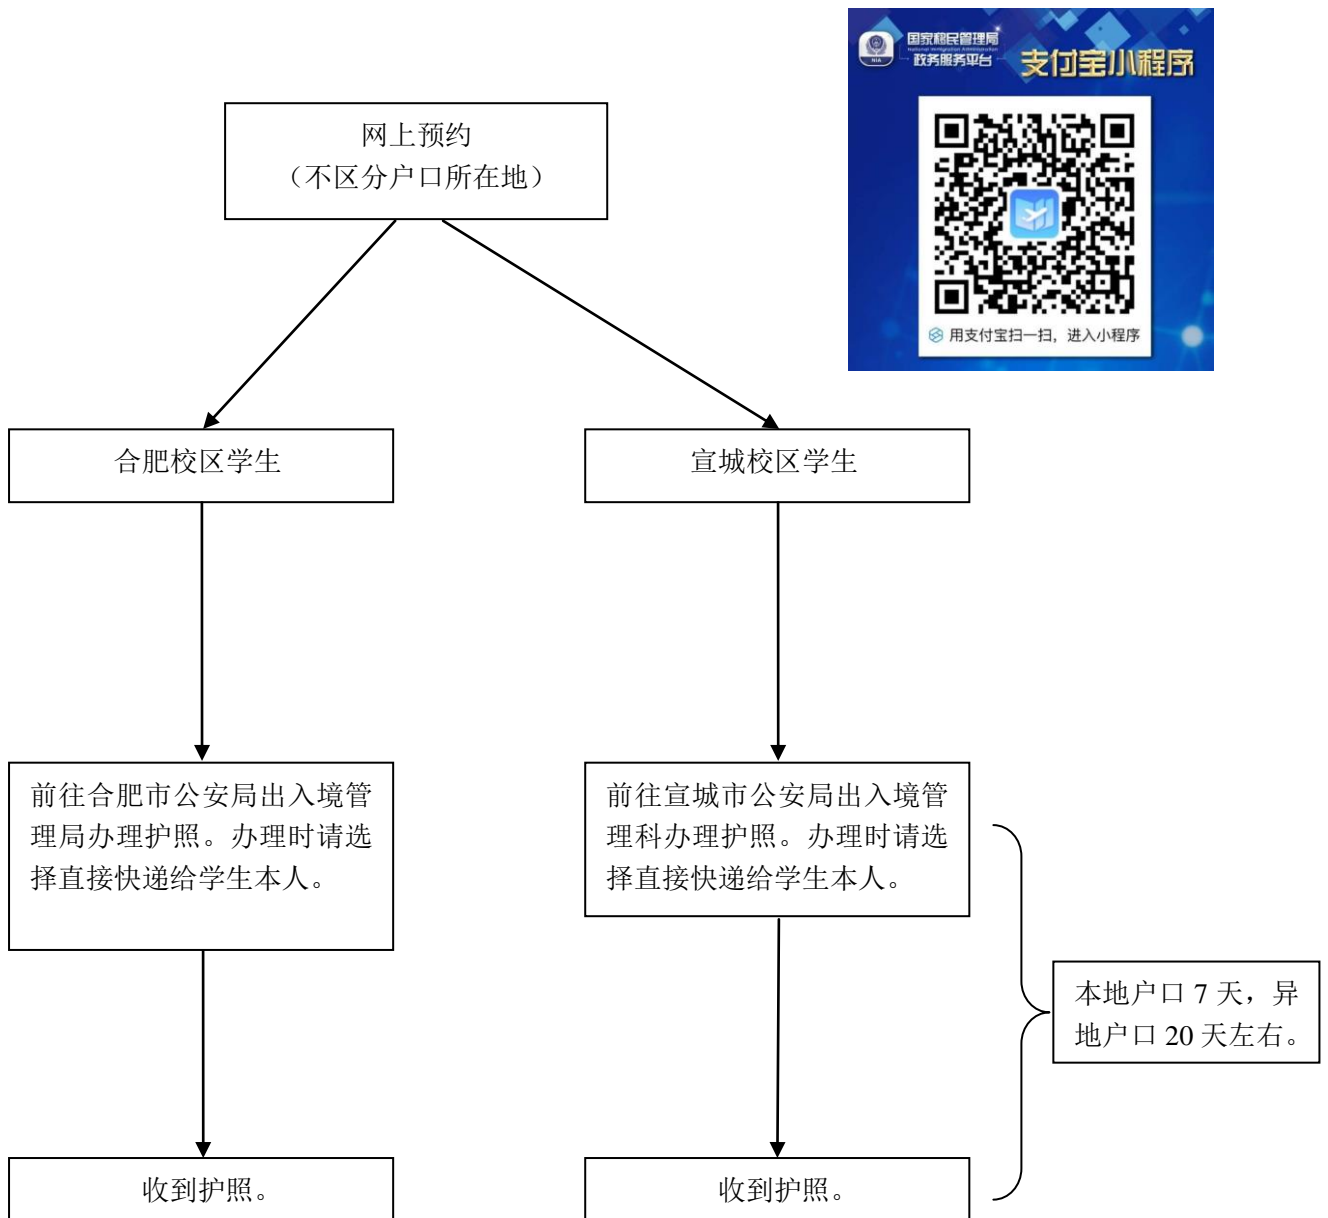 国家移民管理局
National Immigration Administration
政务服务平台
NIA
支付宝小程序
用支付宝扫一扫，进入小程序
网上预约
（不区分户口所在地）
合肥校区学生
宣城校区学生
前往合肥市公安局出入境管
理局办理护照。办理时请选
择直接快递给学生本人。
前往宣城市公安局出入境管
理科办理护照。办理时请选
择直接快递给学生本人。
本地户口 7 天，异
地户口 20 天左右。
收到护照。
收到护照。